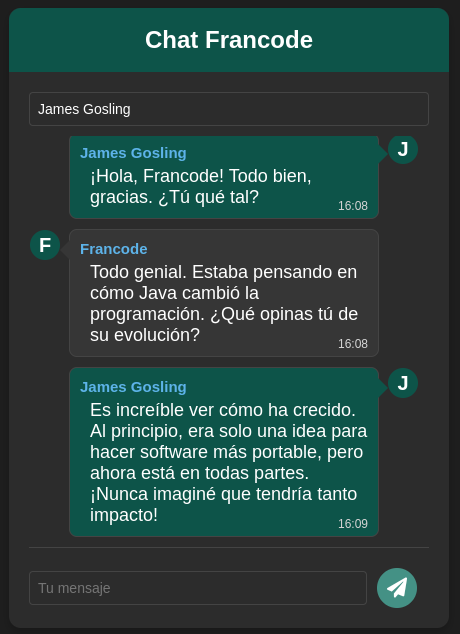 Chat Francode
James Gosling
James Gosling
J
¡Hola, Francode! Todo bien,
gracias. ¿Tú qué tal?
16:08
F
Francode
Todo genial. Estaba pensando en
cómo Java cambió la
programación. ¿Qué opinas tú de
su evolución?
16:08
James Gosling
J
Es increíble ver cómo ha crecido.
Al principio, era solo una idea para
hacer software más portable, pero
ahora está en todas partes.
¡Nunca imaginé que tendría tanto
impacto!
16:09
Tu mensaje